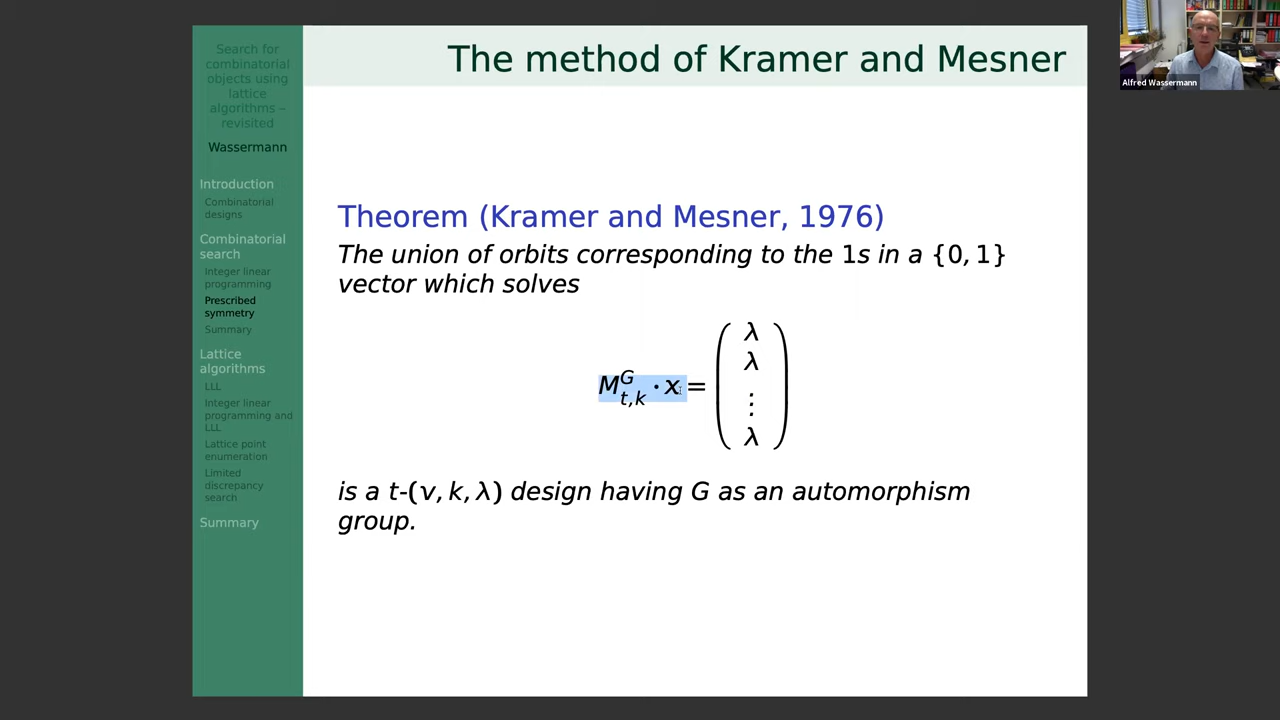 Search for
combinatorial
objects using
lattice
algorithms –
revisited
Wassermann
Introduction
Combinatorial
designs
Combinatorial
search
Integer linear
programming
Prescribed
symmetry
Summary
Lattice
algorithms
LLL
Integer linear
programming and
LLL
Lattice point
enumeration
Limited
discrepancy
search
Summary
The method of Kramer and Mesner
Theorem (Kramer and Mesner, 1976)
The union of orbits corresponding to the 1s in a {0, 1}
vector which solves
M^G_{t,k} · x = ( λ λ ⋮ λ )
is a t-(v, k, λ) design having G as an automorphism
group.
Alfred Wassermann